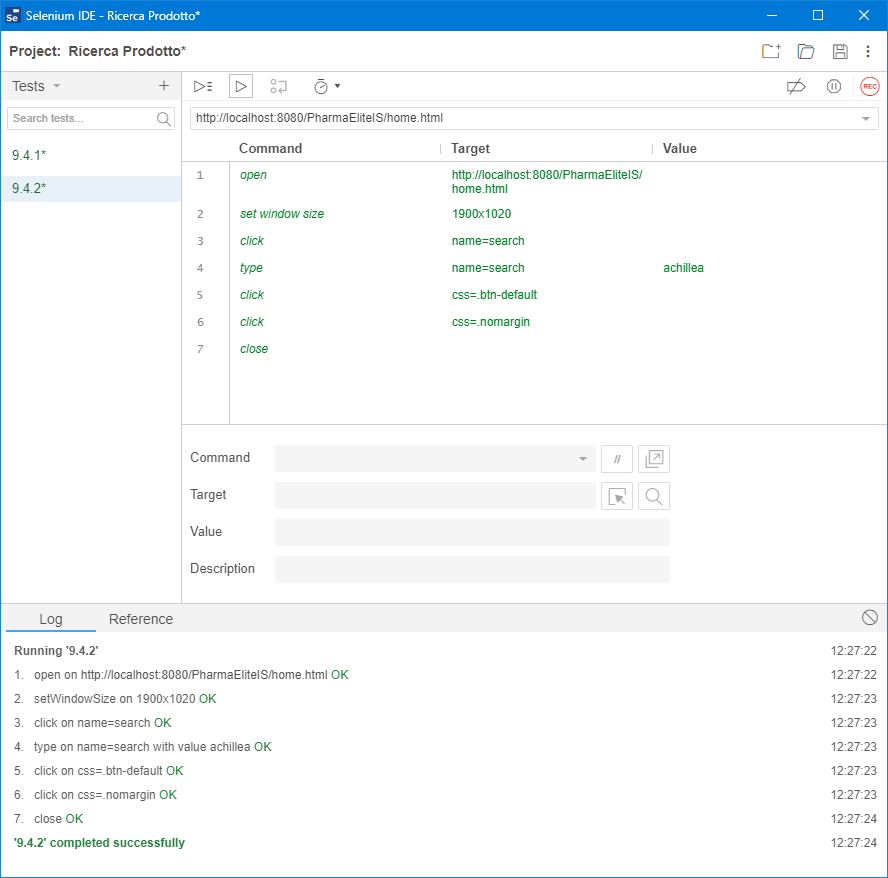 Selenium IDE - Ricerca Prodotto*
Project: Ricerca Prodotto*
Tests
REC
Search tests...
http://localhost:8080/PharmaEliteIS/home.html
9.4.1*
9.4.2*
Command Target Value
1 open http://localhost:8080/PharmaEliteIS/
home.html
2 set window size 1900x1020
3 click name=search
4 type name=search achillea
5 click css=.btn-default
6 click css=.nomargin
7 close
Command //
Target
Value
Description
Log Reference
Running '9.4.2' 12:27:22
1. open on http://localhost:8080/PharmaEliteIS/home.html OK 12:27:22
2. setWindowSize on 1900x1020 OK 12:27:23
3. click on name=search OK 12:27:23
4. type on name=search with value achillea OK 12:27:23
5. click on css=.btn-default OK 12:27:23
6. click on css=.nomargin OK 12:27:23
7. close OK 12:27:24
'9.4.2' completed successfully 12:27:24